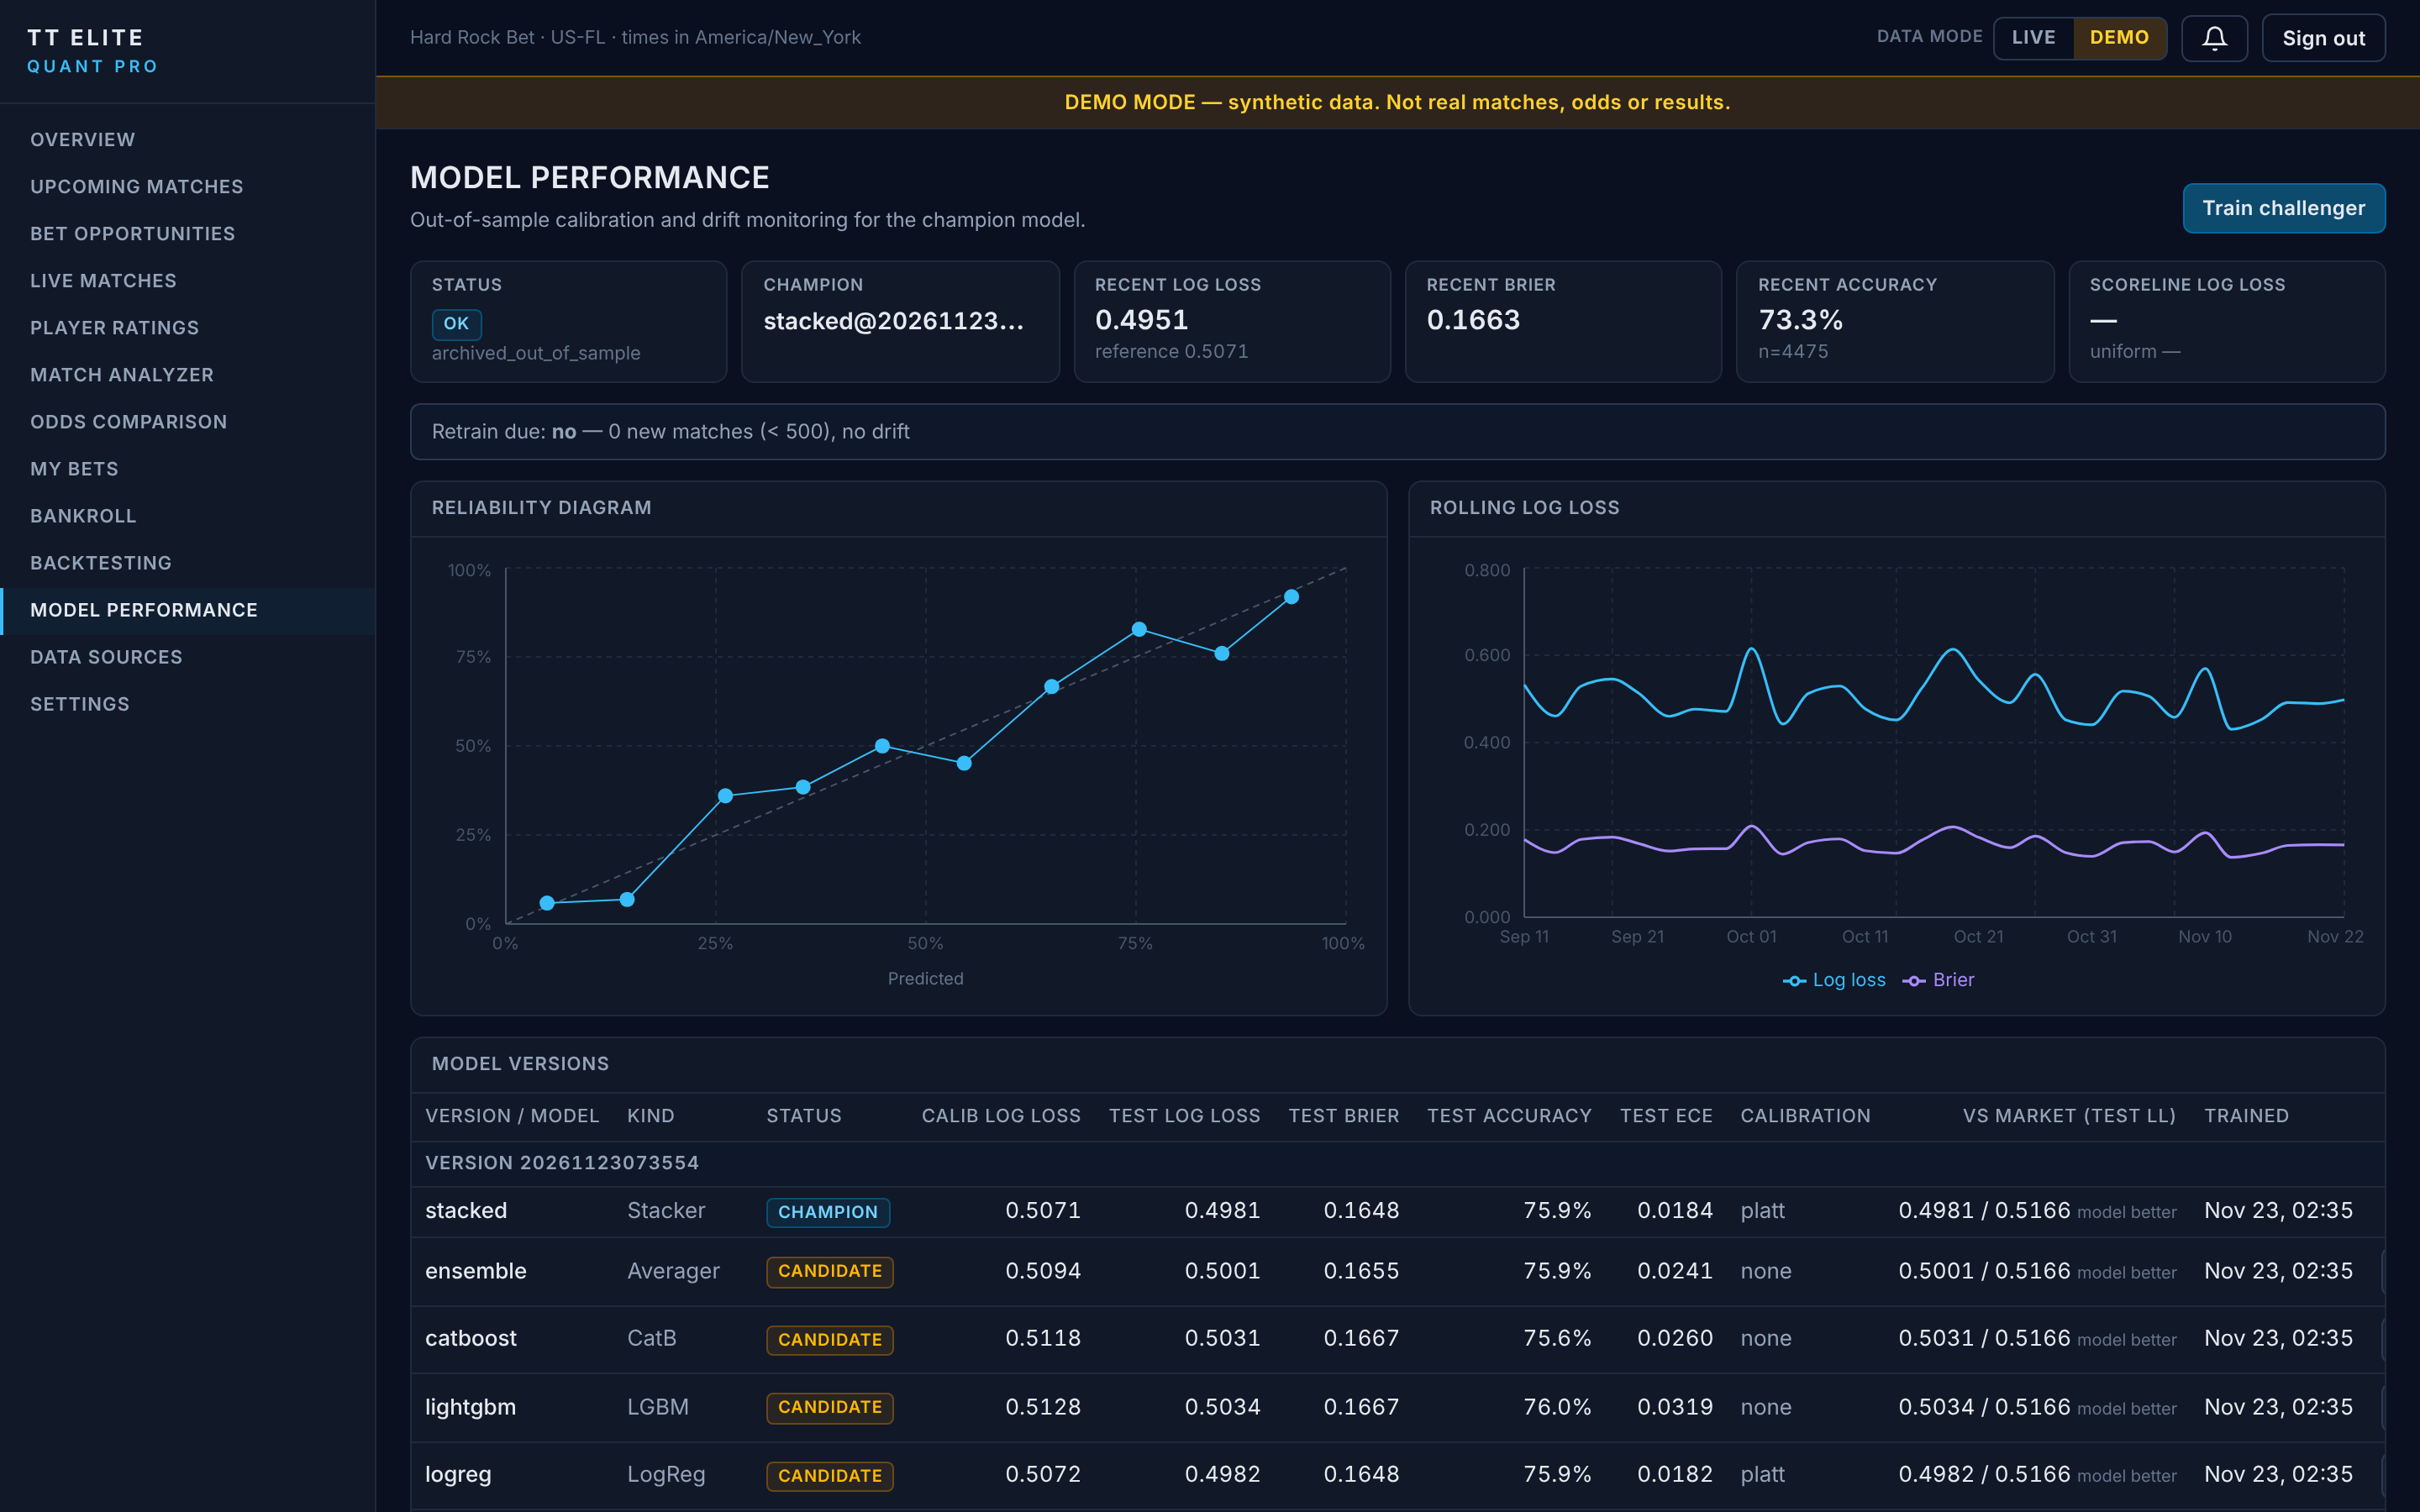 TT ELITE
QUANT PRO
OVERVIEW
UPCOMING MATCHES
BET OPPORTUNITIES
LIVE MATCHES
PLAYER RATINGS
MATCH ANALYZER
ODDS COMPARISON
MY BETS
BANKROLL
BACKTESTING
MODEL PERFORMANCE
DATA SOURCES
SETTINGS
Hard Rock Bet · US-FL · times in America/New_York
DATA MODE LIVE DEMO Sign out
DEMO MODE — synthetic data. Not real matches, odds or results.
MODEL PERFORMANCE
Out-of-sample calibration and drift monitoring for the champion model.
Train challenger
STATUS
OK
archived_out_of_sample
CHAMPION
stacked@20261123...
RECENT LOG LOSS
0.4951
reference 0.5071
RECENT BRIER
0.1663
RECENT ACCURACY
73.3%
n=4475
SCORELINE LOG LOSS
—
uniform —
Retrain due: no — 0 new matches (< 500), no drift
RELIABILITY DIAGRAM
100%
75%
50%
25%
0%
0% 25% 50% 75% 100%
Predicted
ROLLING LOG LOSS
0.800
0.600
0.400
0.200
0.000
Sep 11 Sep 21 Oct 01 Oct 11 Oct 21 Oct 31 Nov 10 Nov 22
Log loss Brier
MODEL VERSIONS
VERSION / MODEL KIND STATUS CALIB LOG LOSS TEST LOG LOSS TEST BRIER TEST ACCURACY TEST ECE CALIBRATION VS MARKET (TEST LL) TRAINED
VERSION 20261123073554
stacked Stacker CHAMPION 0.5071 0.4981 0.1648 75.9% 0.0184 platt 0.4981 / 0.5166 model better Nov 23, 02:35
ensemble Averager CANDIDATE 0.5094 0.5001 0.1655 75.9% 0.0241 none 0.5001 / 0.5166 model better Nov 23, 02:35
catboost CatB CANDIDATE 0.5118 0.5031 0.1667 75.6% 0.0260 none 0.5031 / 0.5166 model better Nov 23, 02:35
lightgbm LGBM CANDIDATE 0.5128 0.5034 0.1667 76.0% 0.0319 none 0.5034 / 0.5166 model better Nov 23, 02:35
logreg LogReg CANDIDATE 0.5072 0.4982 0.1648 75.9% 0.0182 platt 0.4982 / 0.5166 model better Nov 23, 02:35